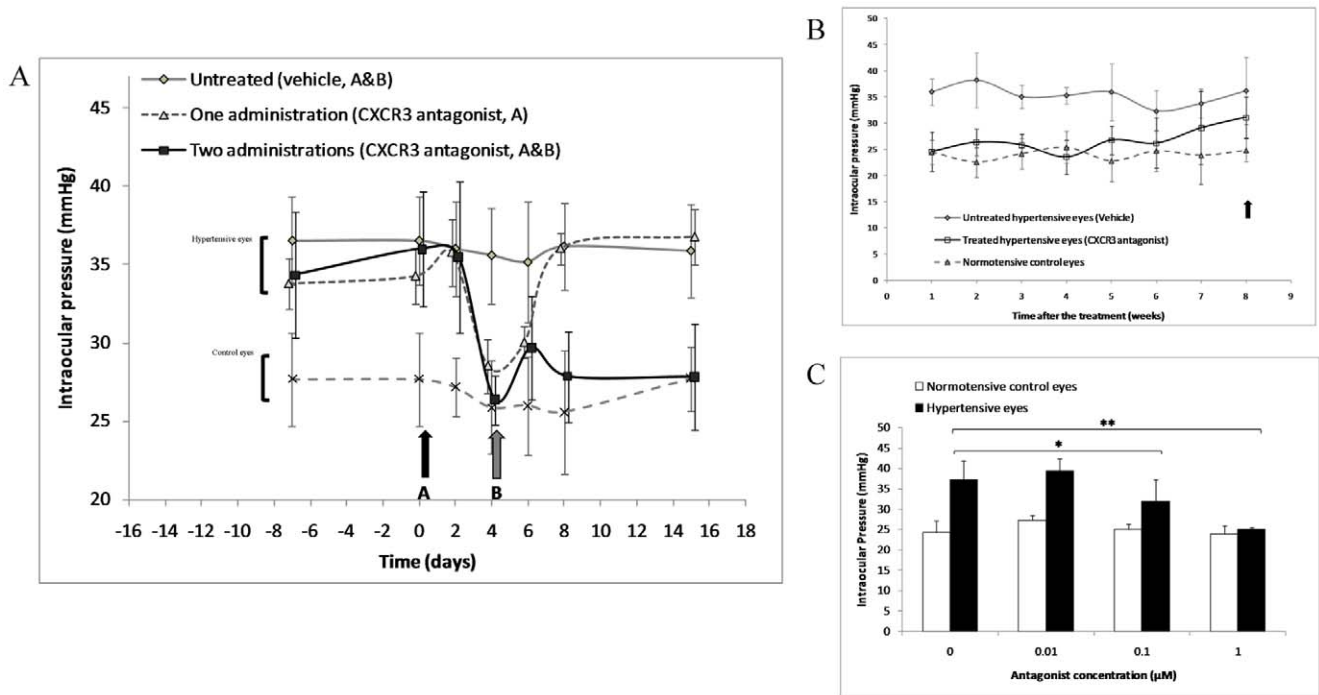 A
Untreated (vehicle, A&B)
One administration (CXCR3 antagonist, A)
Two administrations (CXCR3 antagonist, A&B)
Intraocular pressure (mmHg)
45
40
35
30
25
20
Hypertensive eyes
Control eyes
A
B
-16 -14 -12 -10 -8 -6 -4 -2 0 2 4 6 8 10 12 14 16 18
Time (days)
B
Intraocular pressure (mmHg)
50
45
40
35
30
25
20
15
10
5
0
Untreated hypertensive eyes (Vehicle)
Treated hypertensive eyes (CXCR3 antagonist)
Normotensive control eyes
0 1 2 3 4 5 6 7 8 9
Time after the treatment (weeks)
C
Normotensive control eyes
Hypertensive eyes
Intraocular Pressure (mmHg)
50
45
40
35
30
25
20
15
10
5
0
**
*
0 0.01 0.1 1
Antagonist concentration (µM)